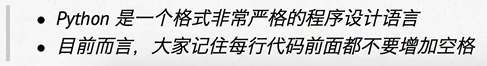 • Python 是一个格式非常严格的程序设计语言
• 目前而言，大家记住每行代码前面都不要增加空格